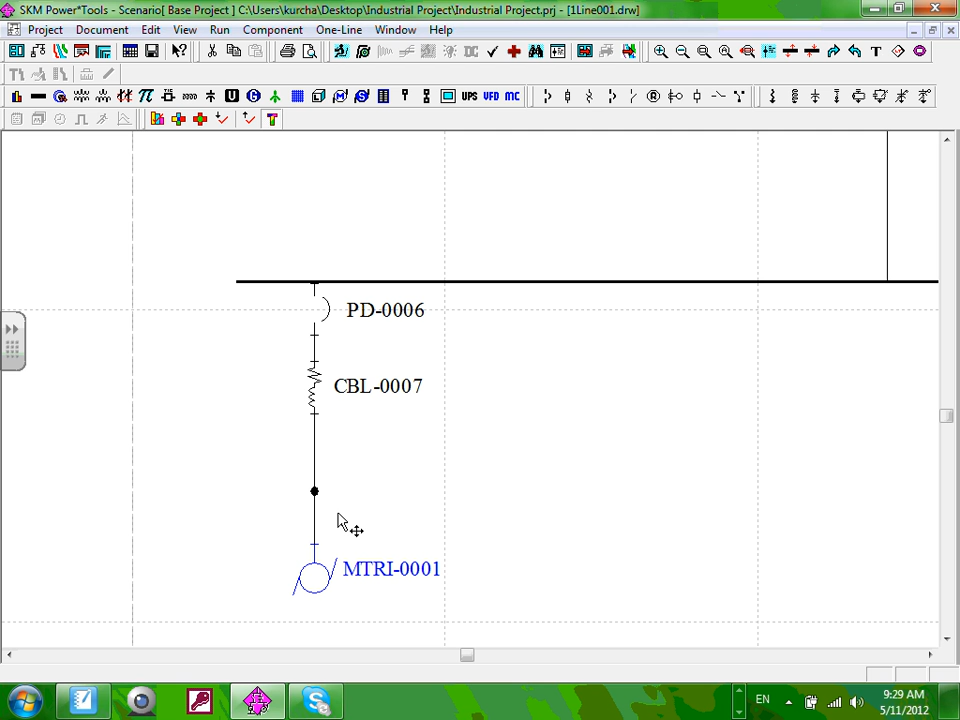 SKM Power*Tools - Scenario[ Base Project ] C:\Users\kurcha\Desktop\Industrial Project\Industrial Project.prj - [1Line001.drw]
Project Document Edit View Run Component One-Line Window Help
DC T
U G M S UPS VFD MC R
T
PD-0006
CBL-0007
MTRI-0001
EN
9:29 AM
5/11/2012